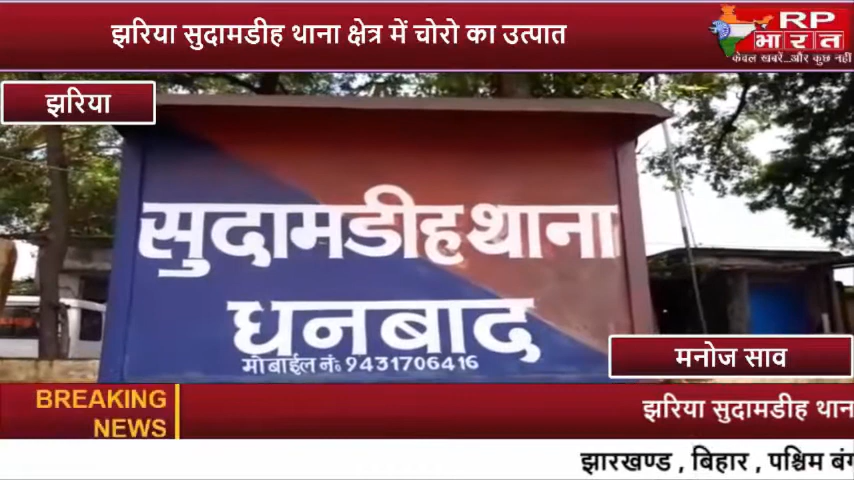 झरिया सुदामडीह थाना क्षेत्र में चोरो का उत्पात
RP
भारत
केवल खबरें...और कुछ नहीं
झरिया
सुदामडीह थाना
धनबाद
मोबाईल नं० 9431706416
मनोज साव
BREAKING
NEWS
झरिया सुदामडीह थान
झारखण्ड , बिहार , पश्चिम बंग